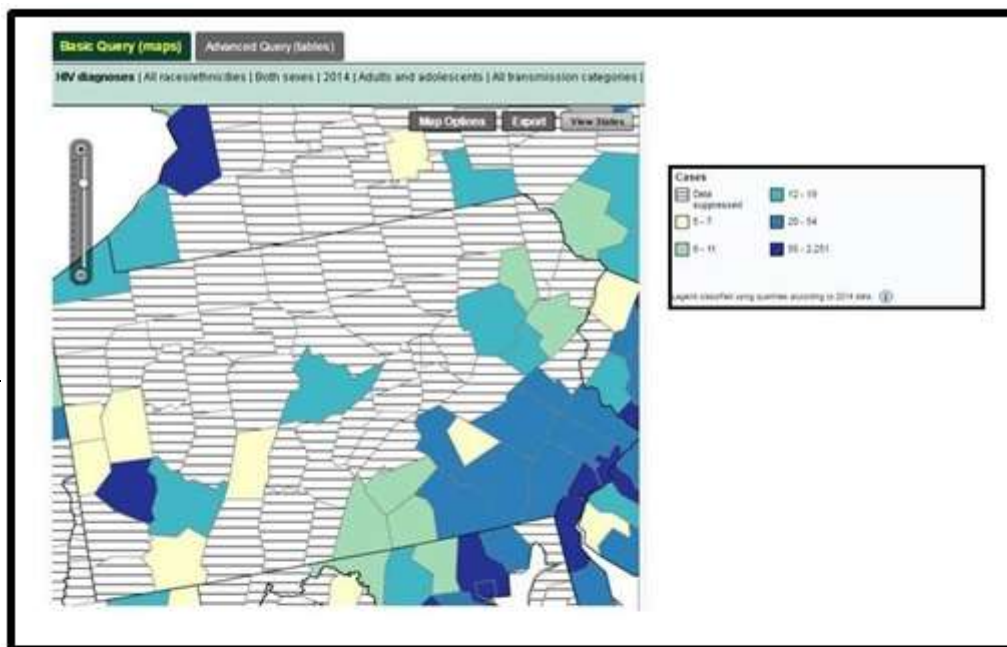 Basic Query (maps) Advanced Query (tables)
HIV diagnoses | All races/ethnicities | Both sexes | 2014 | Adults and adolescents | All transmission categories |
Map Options Export View States
Cases
Data suppressed
5 - 7
8 - 11
12 - 19
20 - 54
55 - 2,251
Legend classified using quartiles according to 2014 data